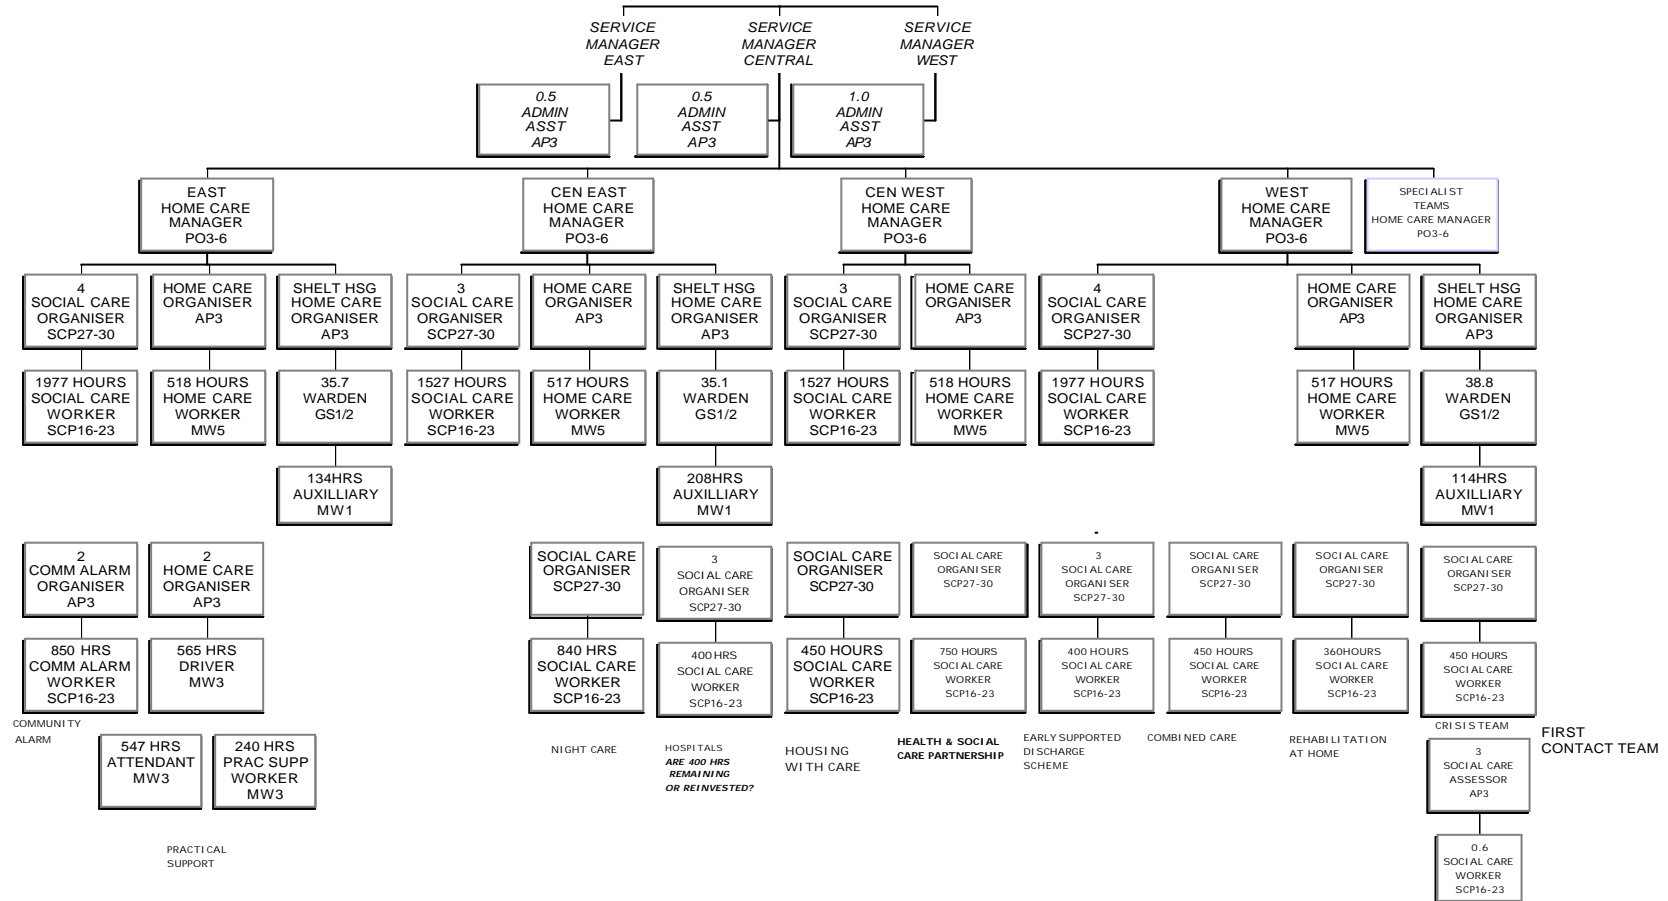 SERVICE
MANAGER
EAST
SERVICE
MANAGER
CENTRAL
SERVICE
MANAGER
WEST
0.5
ADMIN
ASST
AP3
0.5
ADMIN
ASST
AP3
1.0
ADMIN
ASST
AP3
EAST
HOME CARE
MANAGER
PO3-6
CEN EAST
HOME CARE
MANAGER
PO3-6
CEN WEST
HOME CARE
MANAGER
PO3-6
WEST
HOME CARE
MANAGER
PO3-6
SPECIALIST
TEAMS
HOME CARE MANAGER
PO3-6
4
SOCIAL CARE
ORGANISER
SCP27-30
HOME CARE
ORGANISER
AP3
SHELT HSG
HOME CARE
ORGANISER
AP3
3
SOCIAL CARE
ORGANISER
SCP27-30
HOME CARE
ORGANISER
AP3
SHELT HSG
HOME CARE
ORGANISER
AP3
3
SOCIAL CARE
ORGANISER
SCP27-30
HOME CARE
ORGANISER
AP3
4
SOCIAL CARE
ORGANISER
SCP27-30
HOME CARE
ORGANISER
AP3
SHELT HSG
HOME CARE
ORGANISER
AP3
1977 HOURS
SOCIAL CARE
WORKER
SCP16-23
518 HOURS
HOME CARE
WORKER
MW5
35.7
WARDEN
GS1/2
1527 HOURS
SOCIAL CARE
WORKER
SCP16-23
517 HOURS
HOME CARE
WORKER
MW5
35.1
WARDEN
GS1/2
1527 HOURS
SOCIAL CARE
WORKER
SCP16-23
518 HOURS
HOME CARE
WORKER
MW5
1977 HOURS
SOCIAL CARE
WORKER
SCP16-23
517 HOURS
HOME CARE
WORKER
MW5
38.8
WARDEN
GS1/2
134HRS
AUXILLIARY
MW1
208HRS
AUXILLIARY
MW1
114HRS
AUXILLIARY
MW1
2
COMM ALARM
ORGANISER
AP3
2
HOME CARE
ORGANISER
AP3
SOCIAL CARE
ORGANISER
SCP27-30
3
SOCIAL CARE
ORGANISER
SCP27-30
SOCIAL CARE
ORGANISER
SCP27-30
SOCIAL CARE
ORGANISER
SCP27-30
-
3
SOCIAL CARE
ORGANISER
SCP27-30
SOCIAL CARE
ORGANISER
SCP27-30
SOCIAL CARE
ORGANISER
SCP27-30
SOCIAL CARE
ORGANISER
SCP27-30
850 HRS
COMM ALARM
WORKER
SCP16-23
565 HRS
DRIVER
MW3
840 HRS
SOCIAL CARE
WORKER
SCP16-23
400 HRS
SOCIAL CARE
WORKER
SCP16-23
450 HOURS
SOCIAL CARE
WORKER
SCP16-23
750 HOURS
SOCIAL CARE
WORKER
SCP16-23
400 HOURS
SOCIAL CARE
WORKER
SCP16-23
450 HOURS
SOCIAL CARE
WORKER
SCP16-23
360HOURS
SOCIAL CARE
WORKER
SCP16-23
450 HOURS
SOCIAL CARE
WORKER
SCP16-23
COMMUNITY
ALARM
547 HRS
ATTENDANT
MW3
240 HRS
PRAC SUPP
WORKER
MW3
PRACTICAL
SUPPORT
NIGHT CARE
HOSPITALS
ARE 400 HRS
REMAINING
OR REINVESTED?
HOUSING
WITH CARE
HEALTH & SOCIAL
CARE PARTNERSHIP
EARLY SUPPORTED
DISCHARGE
SCHEME
COMBINED CARE
REHABILITATION
AT HOME
CRISIS TEAM
FIRST
CONTACT TEAM
3
SOCIAL CARE
ASSESSOR
AP3
0.6
SOCIAL CARE
WORKER
SCP16-23